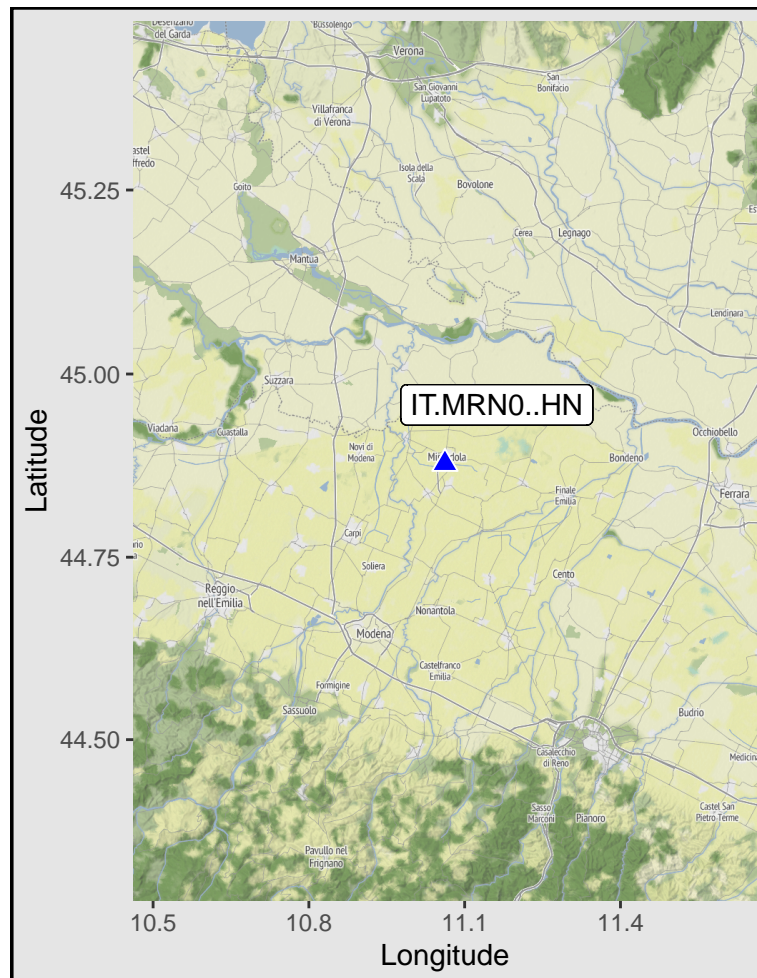 Desenzano
del Garda
Bussolengo
Verona
San Giovanni
Lupatoto
San
Bonifacio
Villafranca
di Verona
Isola della
Scala
Bovolone
45.25
Goito
Cerea
Legnago
Mantua
Lendinara
45.00
Suzzara
IT.MRN0..HN
Viadana
Guastalla
Novi di
Modena
Bondeno
Occhiobello
Ferrara
Finale
Emilia
Latitude
Carpi
44.75
Soliera
Cento
Reggio
nell'Emilia
Nonantola
Modena
Castelfranco
Emilia
Formigine
Sassuolo
Budrio
44.50
Casalecchio
di Reno
Medicina
Sasso
Marconi
Pianoro
Castel San
Pietro Terme
Pavullo nel
Frignano
10.5
10.8
11.1
11.4
Longitude